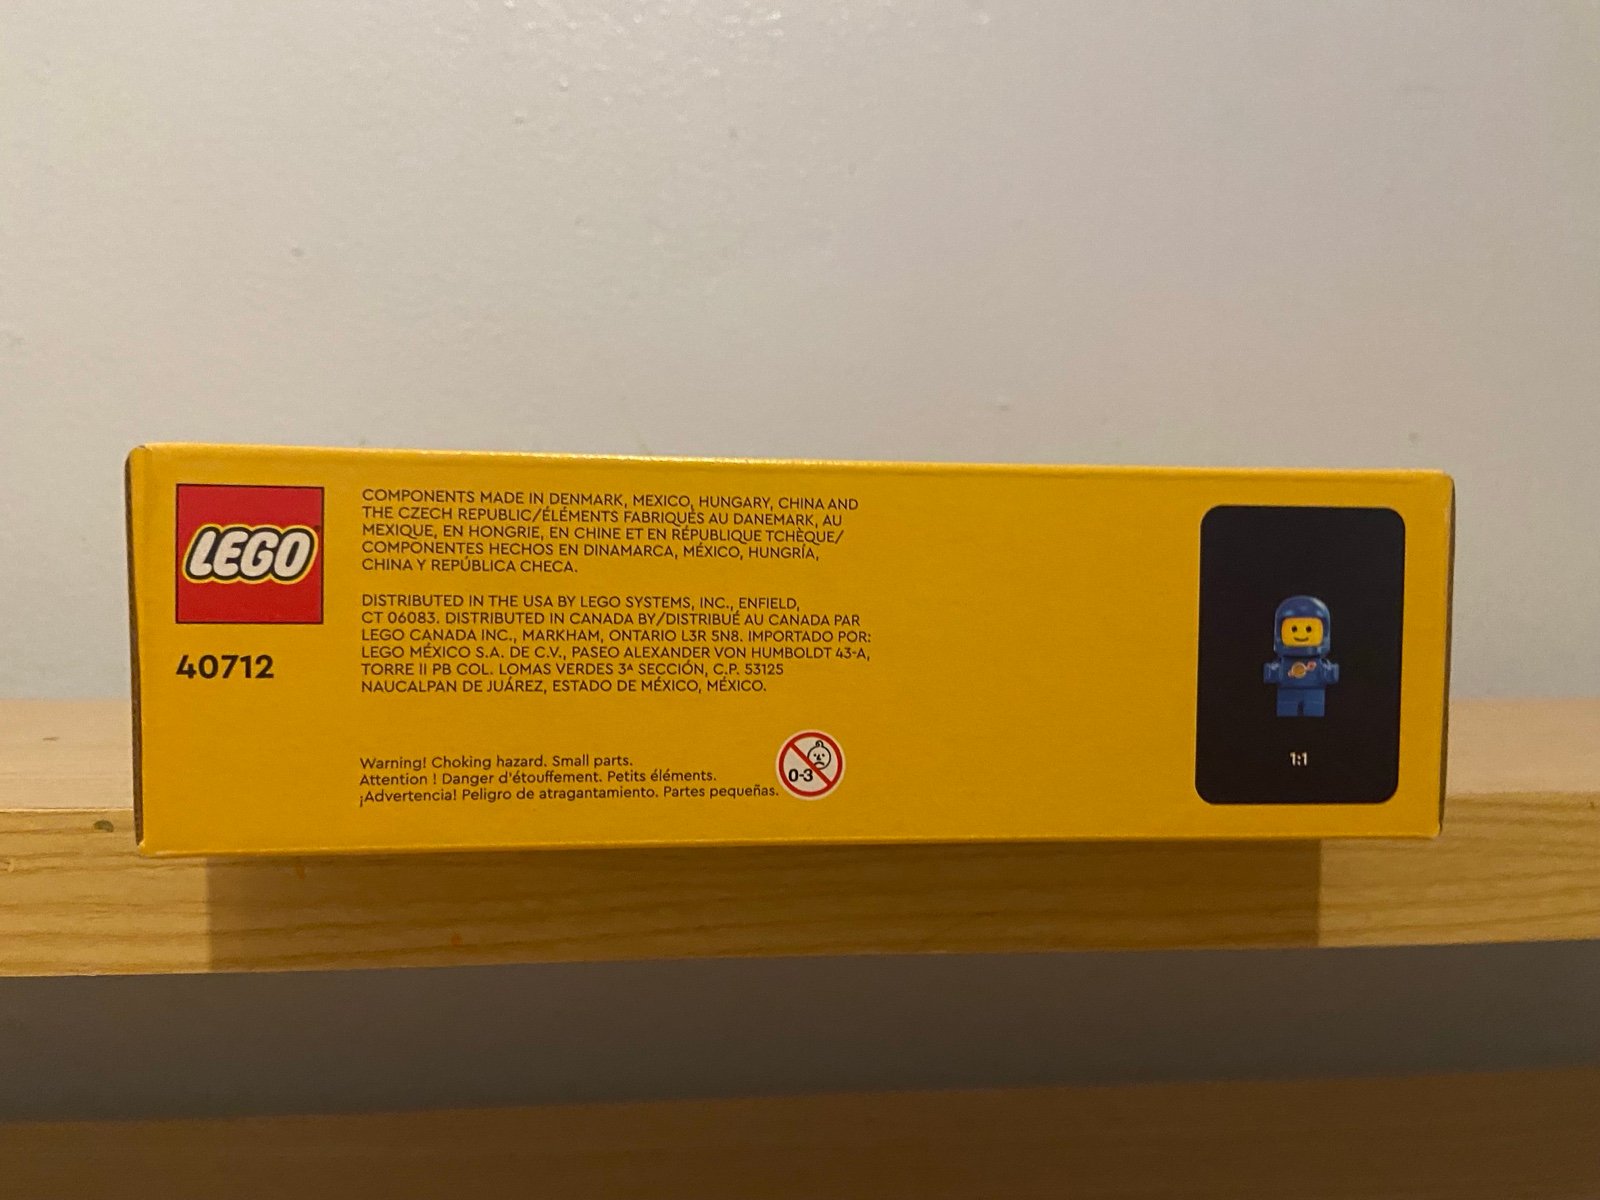 LEGO
40712
COMPONENTS MADE IN DENMARK, MEXICO, HUNGARY, CHINA AND
THE CZECH REPUBLIC/ÉLÉMENTS FABRIQUÉS AU DANEMARK, AU
MEXIQUE, EN HONGRIE, EN CHINE ET EN RÉPUBLIQUE TCHÈQUE/
COMPONENTES HECHOS EN DINAMARCA, MÉXICO, HUNGRÍA,
CHINA Y REPÚBLICA CHECA.
DISTRIBUTED IN THE USA BY LEGO SYSTEMS, INC., ENFIELD,
CT 06083. DISTRIBUTED IN CANADA BY/DISTRIBUÉ AU CANADA PAR
LEGO CANADA INC., MARKHAM, ONTARIO L3R 5N8. IMPORTADO POR:
LEGO MÉXICO S.A. DE C.V., PASEO ALEXANDER VON HUMBOLDT 43-A,
TORRE II PB COL. LOMAS VERDES 3ᴬ SECCIÓN, C.P. 53125
NAUCALPAN DE JUÁREZ, ESTADO DE MÉXICO, MÉXICO.
Warning! Choking hazard. Small parts.
Attention ! Danger d'étouffement. Petits éléments.
¡Advertencia! Peligro de atragantamiento. Partes pequeñas.
0-3
1:1